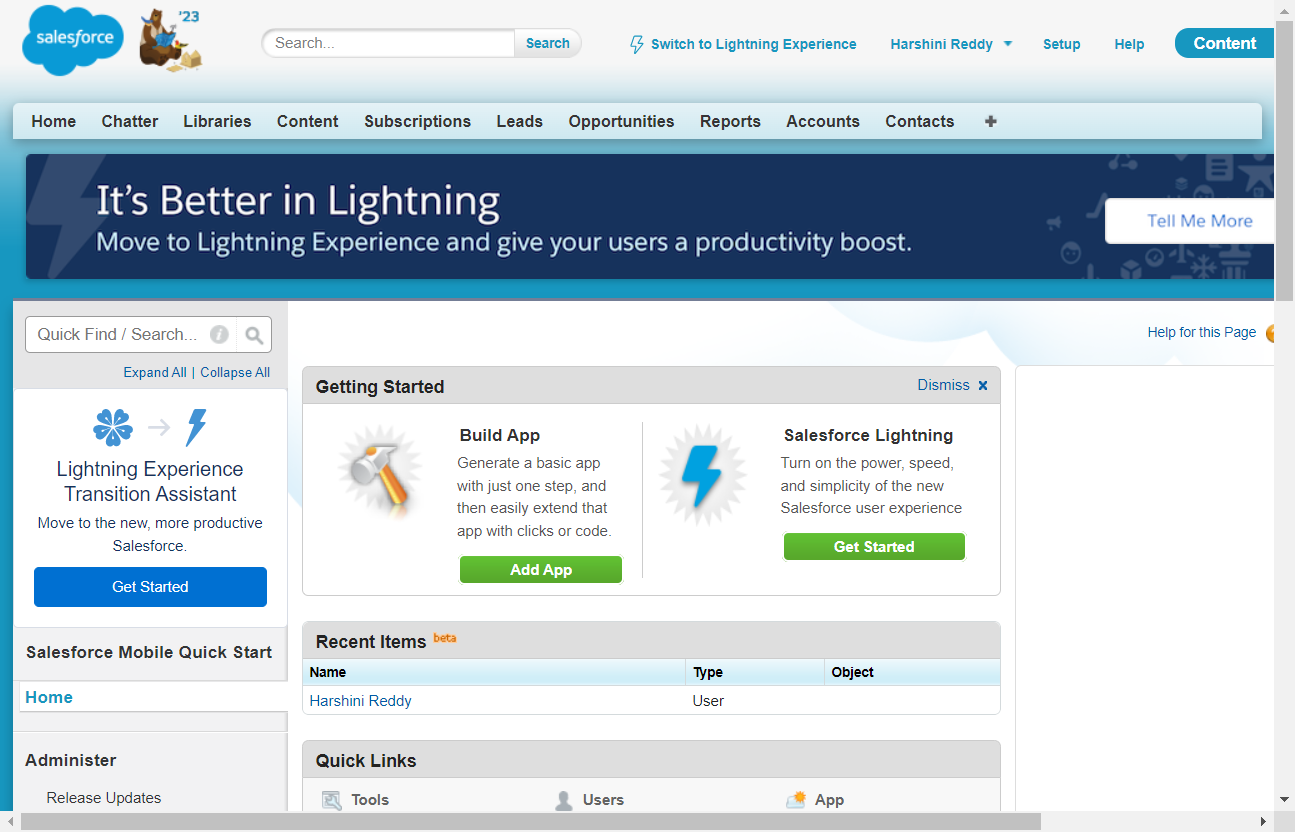 salesforce
'23
Search...
Search
Switch to Lightning Experience
Harshini Reddy
Setup
Help
Content
Home
Chatter
Libraries
Content
Subscriptions
Leads
Opportunities
Reports
Accounts
Contacts
It's Better in Lightning
Move to Lightning Experience and give your users a productivity boost.
Tell Me More
Quick Find / Search...
Expand All | Collapse All
Lightning Experience
Transition Assistant
Move to the new, more productive
Salesforce.
Get Started
Salesforce Mobile Quick Start
Home
Administer
Release Updates
Help for this Page
Getting Started
Dismiss
Build App
Generate a basic app
with just one step, and
then easily extend that
app with clicks or code.
Add App
Salesforce Lightning
Turn on the power, speed,
and simplicity of the new
Salesforce user experience
Get Started
Recent Items beta
Name
Type
Object
Harshini Reddy
User
Quick Links
Tools
Users
App